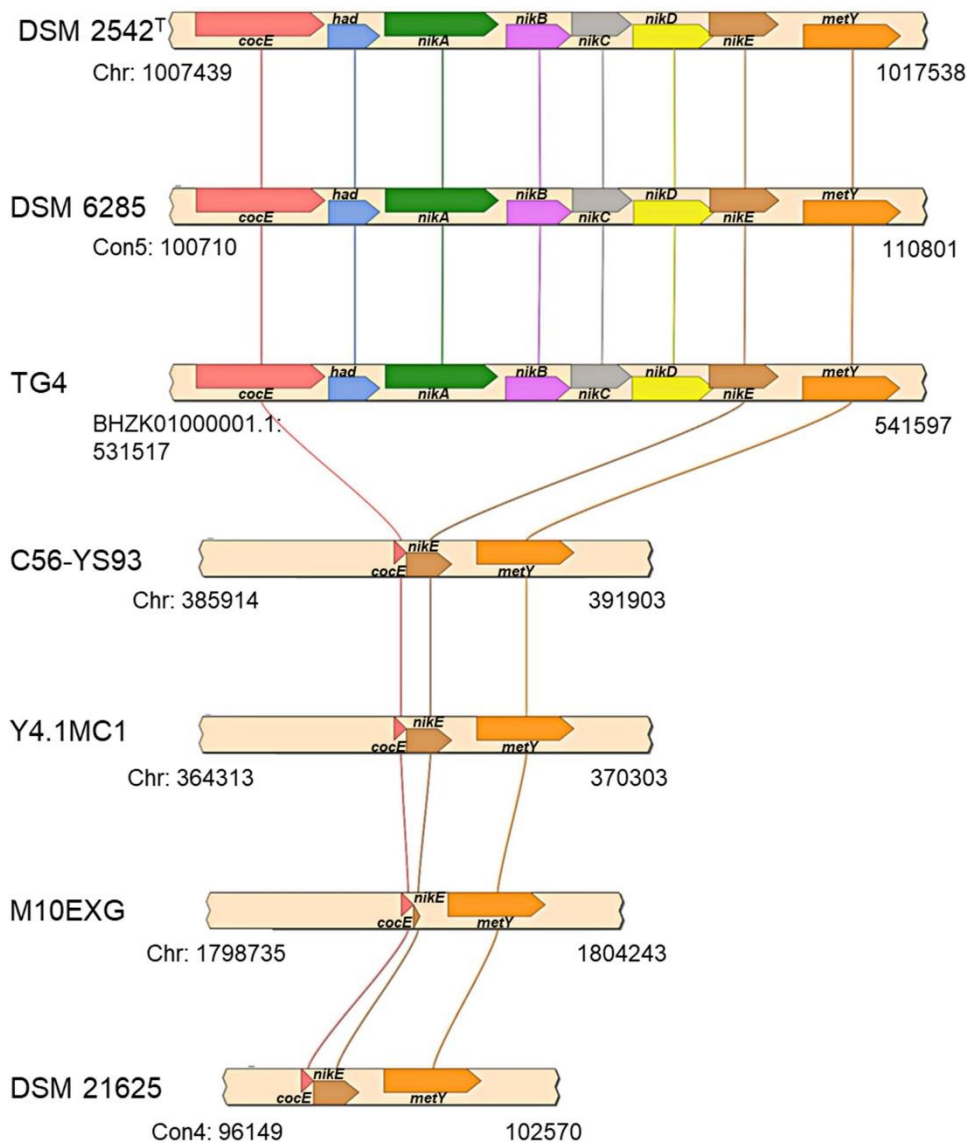 DSM 2542ᵀ
had nikB nikD metY
cocE nikA nikC nikE
Chr: 1007439 1017538
had nikB nikD metY
DSM 6285
cocE nikA nikC nikE
Con5: 100710 110801
had nikB nikD metY
TG4
cocE nikA nikC nikE
BHZK01000001.1: 541597
531517
nikE
C56-YS93
cocE metY
Chr: 385914 391903
nikE
Y4.1MC1
cocE metY
Chr: 364313 370303
nikE
M10EXG
cocE metY
Chr: 1798735 1804243
nikE
DSM 21625
cocE metY
Con4: 96149 102570